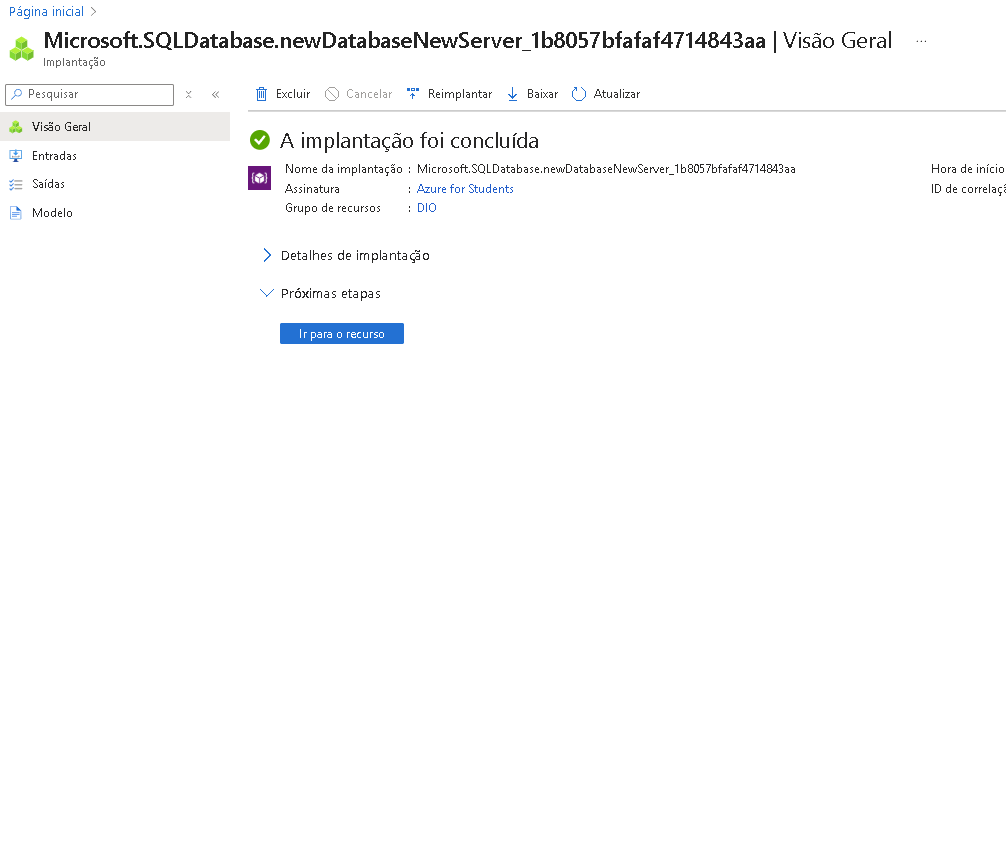 Página inicial
Microsoft.SQLDatabase.newDatabaseNewServer_1b8057bfafaf4714843aa | Visão Geral ...
Implantação
Pesquisar
Excluir Cancelar Reimplantar Baixar Atualizar
Visão Geral
Entradas
Saídas
Modelo
A implantação foi concluída
Nome da implantação : Microsoft.SQLDatabase.newDatabaseNewServer_1b8057bfafaf4714843aa Hora de início
Assinatura : Azure for Students ID de correlaçã
Grupo de recursos : DIO
Detalhes de implantação
Próximas etapas
Ir para o recurso